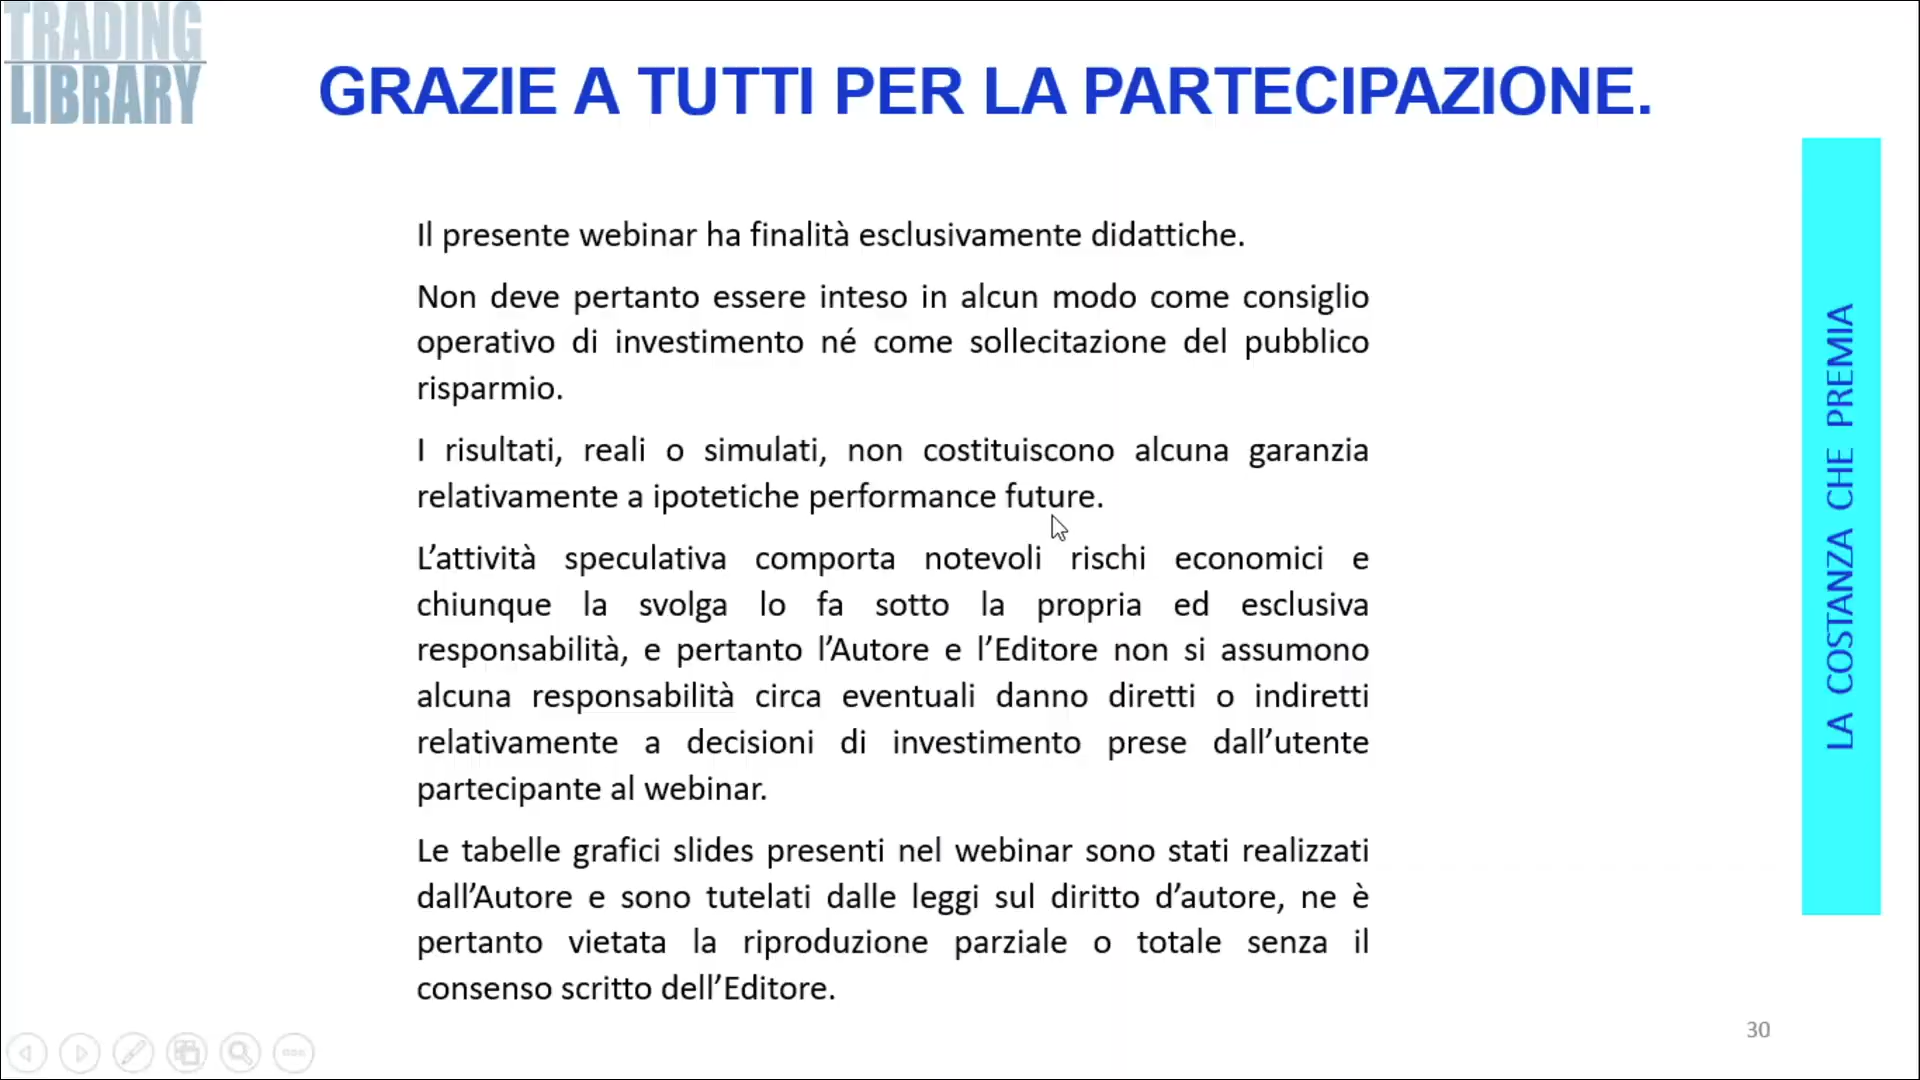 TRADING
LIBRARY
GRAZIE A TUTTI PER LA PARTECIPAZIONE.
Il presente webinar ha finalità esclusivamente didattiche.
Non deve pertanto essere inteso in alcun modo come consiglio
operativo di investimento né come sollecitazione del pubblico
risparmio.
I risultati, reali o simulati, non costituiscono alcuna garanzia
relativamente a ipotetiche performance future.
L’attività speculativa comporta notevoli rischi economici e
chiunque la svolga lo fa sotto la propria ed esclusiva
responsabilità, e pertanto l’Autore e l’Editore non si assumono
alcuna responsabilità circa eventuali danno diretti o indiretti
relativamente a decisioni di investimento prese dall’utente
partecipante al webinar.
Le tabelle grafici slides presenti nel webinar sono stati realizzati
dall’Autore e sono tutelati dalle leggi sul diritto d’autore, ne è
pertanto vietata la riproduzione parziale o totale senza il
consenso scritto dell’Editore.
LA COSTANZA CHE PREMIA
30